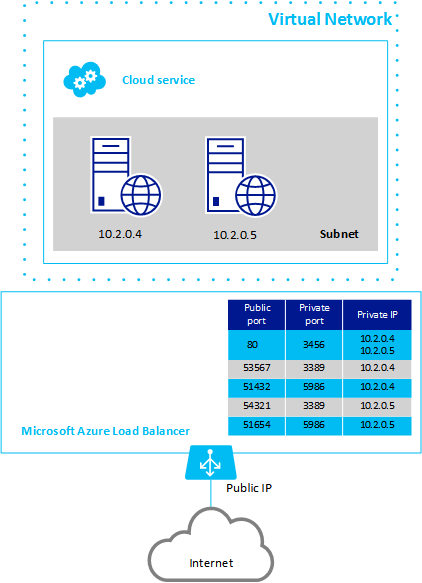 Virtual Network
Cloud service
10.2.0.4
10.2.0.5
Subnet
Public port
Private port
Private IP
80
3456
10.2.0.4
10.2.0.5
53567
3389
10.2.0.4
51432
5986
10.2.0.4
54321
3389
10.2.0.5
51654
5986
10.2.0.5
Microsoft Azure Load Balancer
Public IP
Internet